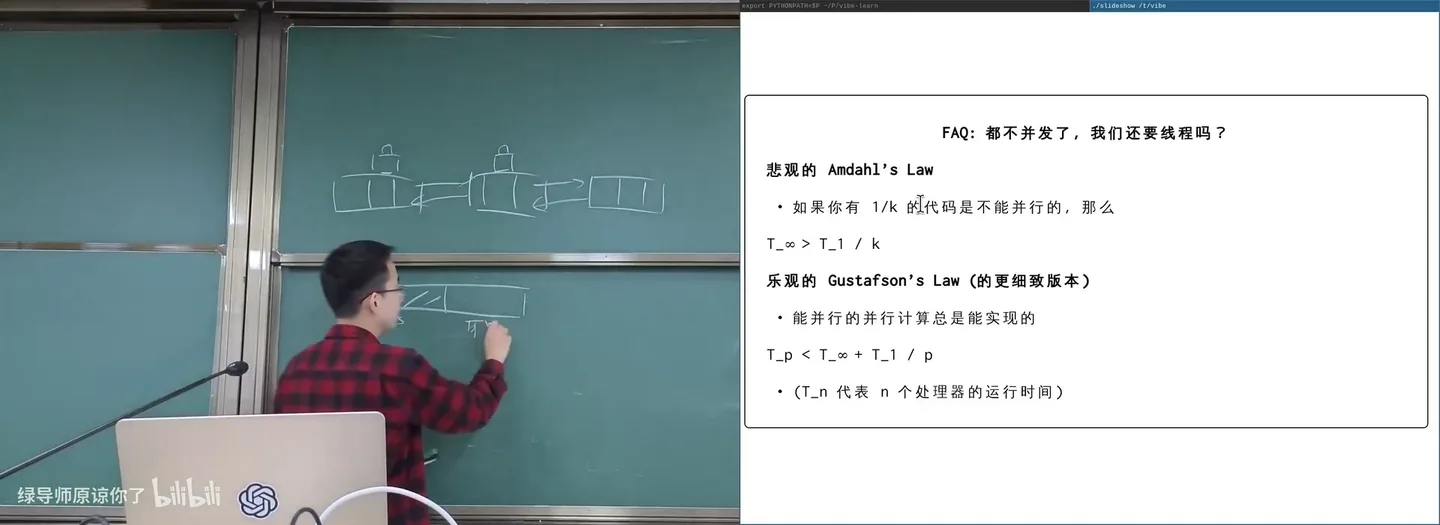 export PYTHONPATH=$P ~/P/vibe-learn
./slideshow /t/vibe
FAQ: 都不并发了，我们还要线程吗？
悲观的 Amdahl's Law
• 如果你有 1/k 的代码是不能并行的，那么
T_∞ > T_1 / k
乐观的 Gustafson's Law (的更细致版本)
• 能并行的并行计算总是能实现的
T_p < T_∞ + T_1 / p
• (T_n 代表 n 个处理器的运行时间)
绿导师原谅你了 bilibili